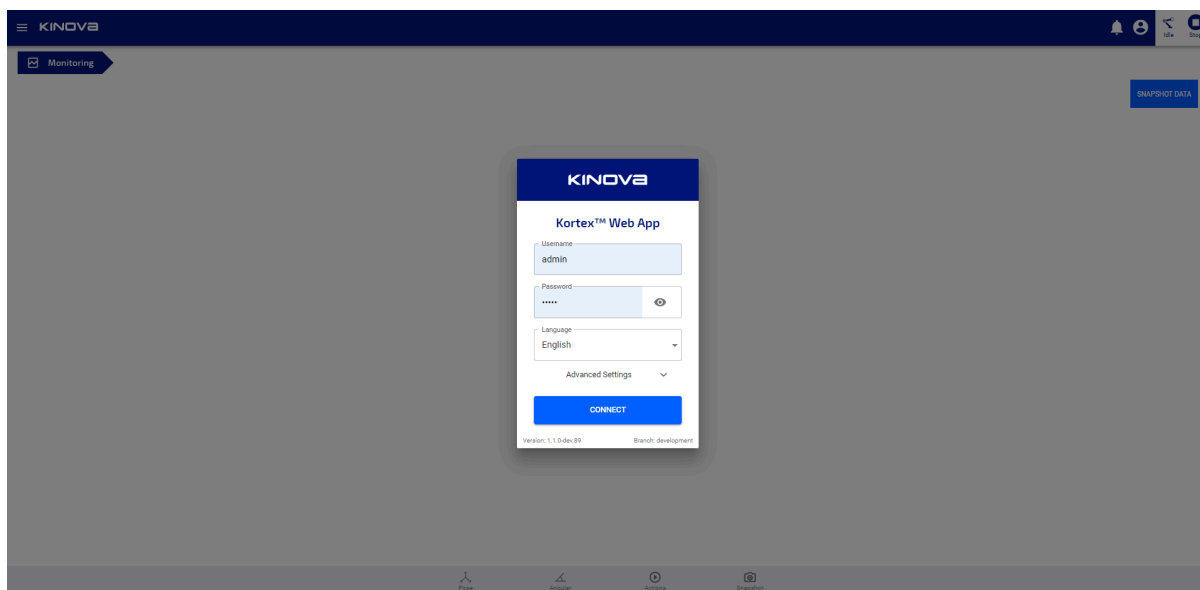 KINOVA
Idle
Stop
Monitoring
SNAPSHOT DATA
KINOVA
Kortex™ Web App
Username
admin
Password
•••••
Language
English
Advanced Settings
CONNECT
Version: 1.1.0-dev.89 Branch: development
Pose Angular Actions Snapshot